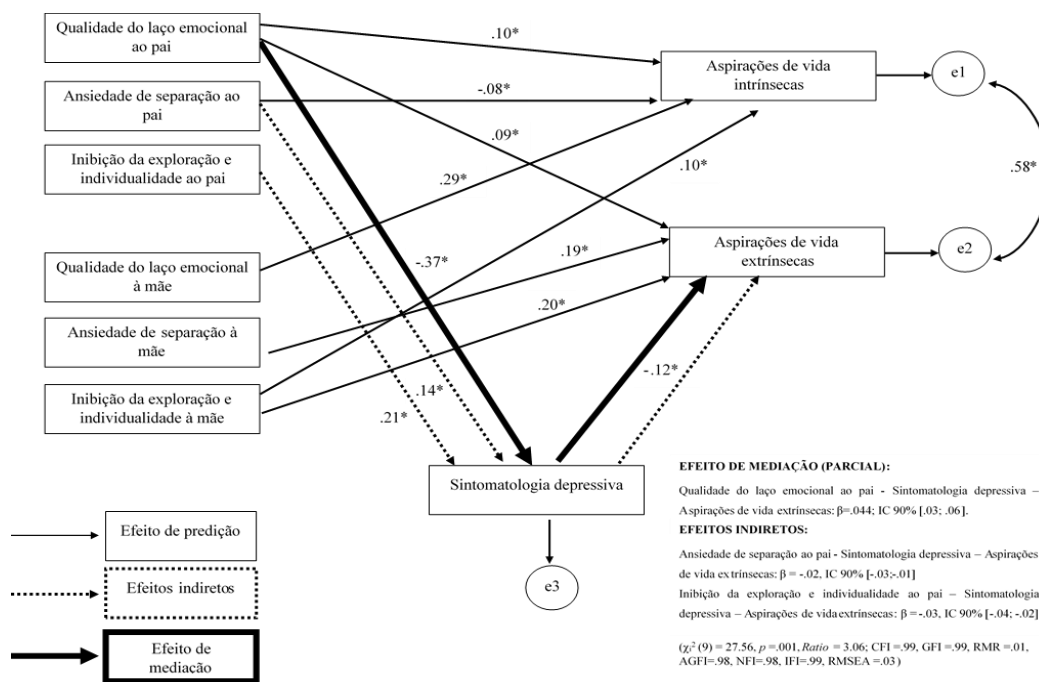 Qualidade do laço emocional
ao pai
Ansiedade de separação ao
pai
Inibição da exploração e
individualidade ao pai
Qualidade do laço emocional
à mãe
Ansiedade de separação à
mãe
Inibição da exploração e
individualidade à mãe
.10*
-.08*
.09*
.29*
.10*
-.37*
.19*
.20*
.14*
.21*
-.12*
Aspirações de vida
intrínsecas
e1
.58*
Aspirações de vida
extrínsecas
e2
Sintomatologia depressiva
e3
Efeito de predição
Efeitos indiretos
Efeito de
mediação
EFEITO DE MEDIAÇÃO (PARCIAL):
Qualidade do laço emocional ao pai - Sintomatologia depressiva –
Aspirações de vida extrínsecas: β=.044; IC 90% [.03; .06].
EFEITOS INDIRETOS:
Ansiedade de separação ao pai - Sintomatologia depressiva – Aspirações
de vida extrínsecas: β = -.02, IC 90% [-.03;-.01]
Inibição da exploração e individualidade ao pai – Sintomatologia
depressiva – Aspirações de vida extrínsecas: β =-.03, IC 90% [-.04; -.02]
(χ² (9) = 27.56, p =.001, Ratio = 3.06; CFI =.99, GFI =.99, RMR =.01,
AGFI=.98, NFI=.98, IFI=.99, RMSEA =.03)